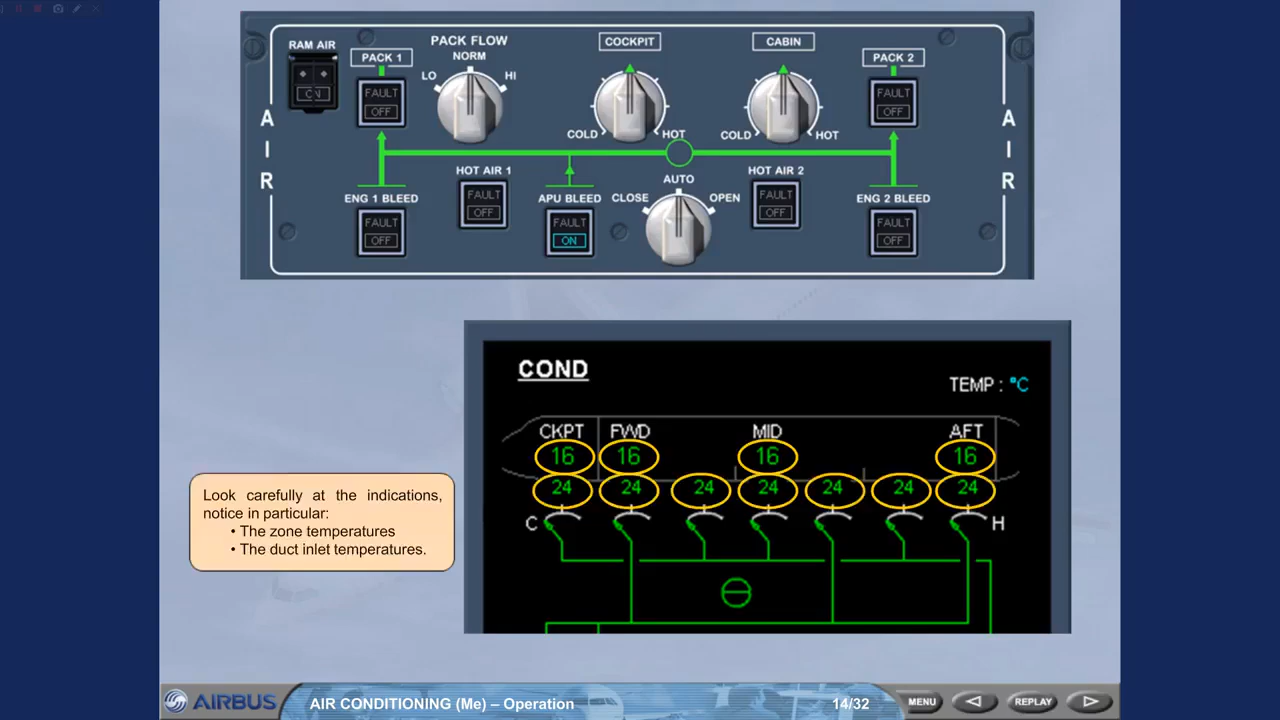 RAM AIR
ON
PACK 1
FAULT
OFF
PACK FLOW
NORM
LO
HI
COCKPIT
COLD
HOT
CABIN
COLD
HOT
PACK 2
FAULT
OFF
A
I
R
A
I
R
ENG 1 BLEED
FAULT
OFF
HOT AIR 1
FAULT
OFF
APU BLEED
FAULT
ON
AUTO
CLOSE
OPEN
HOT AIR 2
FAULT
OFF
ENG 2 BLEED
FAULT
OFF
COND
TEMP : °C
CKPT FWD MID AFT
16 16 16 16
24 24 24 24 24 24 24
C H
Look carefully at the indications,
notice in particular:
• The zone temperatures
• The duct inlet temperatures.
AIRBUS
AIR CONDITIONING (Me) – Operation
14/32
MENU
REPLAY